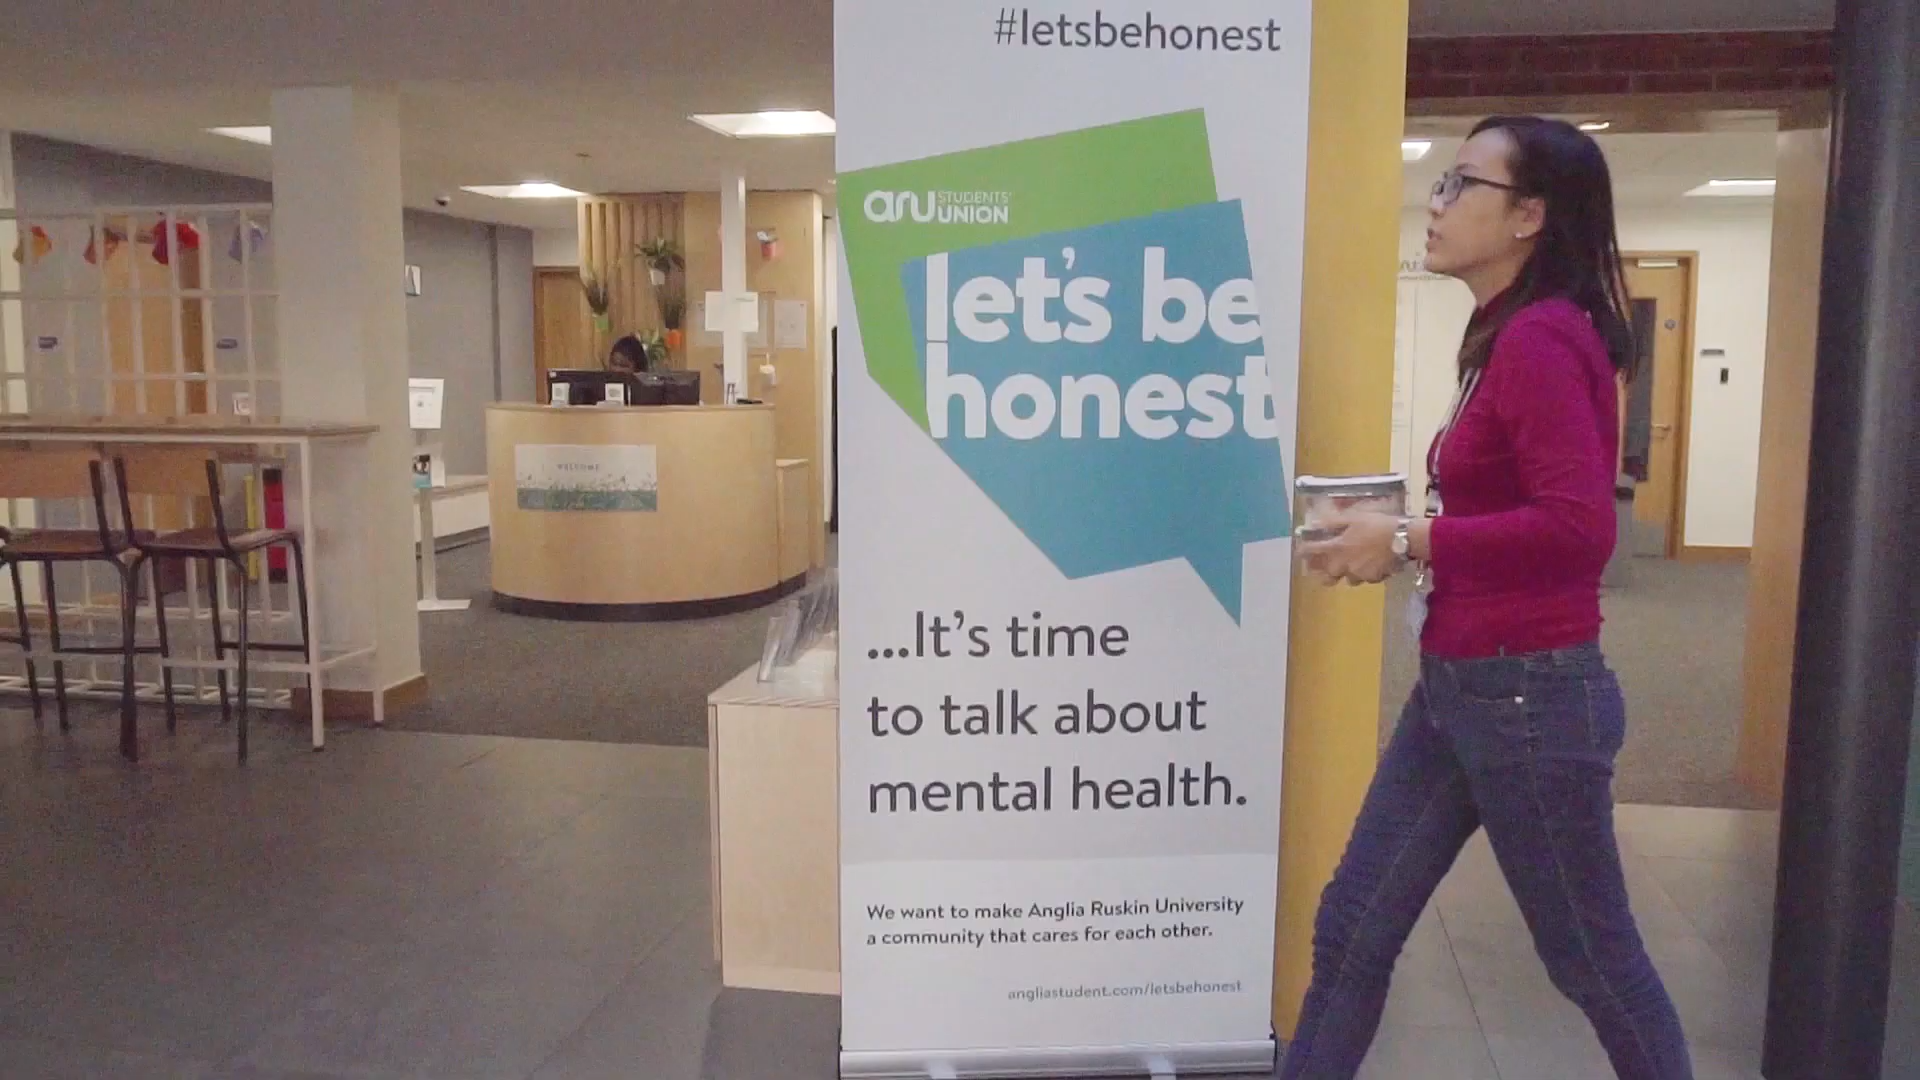 #letsbehonest
aru STUDENTS'
UNION
let's be
honest
...It's time
to talk about
mental health.
We want to make Anglia Ruskin University
a community that cares for each other.
angliastudent.com/letsbehonest
welcome